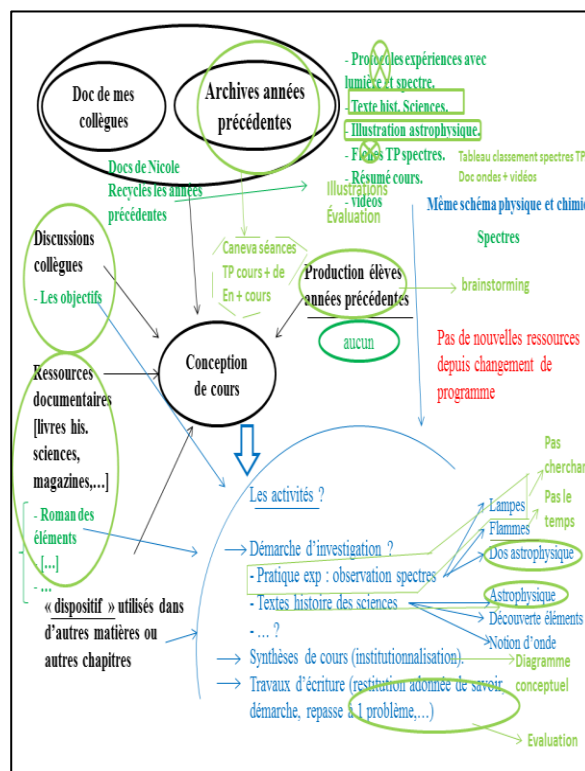 Doc de mes
collègues
Archives années
précédentes
- Protocoles expériences avec
lumière et spectre.
- Texte hist. Sciences.
- Illustration astrophysique.
- Fiches TP spectres.
- Résumé cours.
- vidéos
Tableau classement spectres TP
Doc ondes + vidéos
Docs de Nicole
Recycles les années
précédentes
Illustrations
Évaluation
Même schéma physique et chimie
Spectres
Discussions
collègues
- Les objectifs
Caneva séances
TP cours + de
En + cours
Production élèves
années précédentes
brainstorming
aucun
Pas de nouvelles ressources
depuis changement de
programme
Conception
de cours
Ressources
documentaires
[livres his.
sciences,
magazines,...]
- Roman des
éléments
- [...]
- ...
« dispositif » utilisés dans
d'autres matières ou
autres chapitres
Les activités ?
Démarche d'investigation ?
- Pratique exp : observation spectres
- Textes histoire des sciences
- ... ?
Synthèses de cours (institutionnalisation).
Travaux d'écriture (restitution adonnée de savoir,
démarche, repasse à 1 problème,...)
Lampes
Flammes
Dos astrophysique
Astrophysique
Découverte éléments
Notion d'onde
Pas
cherchar
Pas le
temps
Diagramme
conceptuel
Evaluation